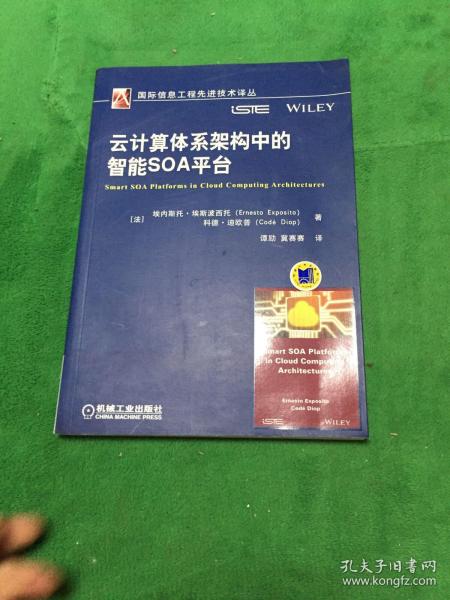 国际信息工程先进技术译丛
iSTE WILEY
云计算体系架构中的
智能SOA平台
Smart SOA Platforms in Cloud Computing Architectures
[法] 埃内斯托·埃斯波西托 (Ernesto Exposito) 著
科德·迪欧普 (Codé Diop)
谭励 冀赛赛 译
Smart SOA Platforms
in Cloud Computing
Architectures
Ernesto Exposito
Codé Diop
iSTE WILEY
机械工业出版社
CHINA MACHINE PRESS
孔夫子旧书网
www.kongfz.com